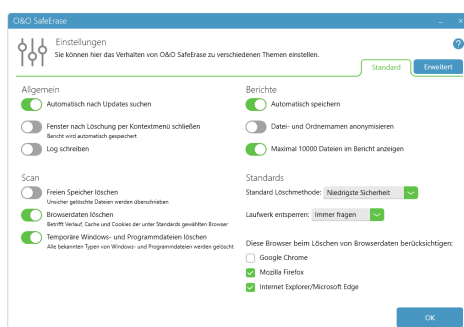 O&O SafeErase
Einstellungen
Sie können hier das Verhalten von O&O SafeErase zu verschiedenen Themen einstellen.
Standard
Erweitert
Allgemein
Automatisch nach Updates suchen
Fenster nach Löschung per Kontextmenü schließen
Bericht wird automatisch gespeichert
Log schreiben
Berichte
Automatisch speichern
Datei- und Ordnernamen anonymisieren
Maximal 10000 Dateien im Bericht anzeigen
Scan
Freien Speicher löschen
Unsicher gelöschte Dateien werden überschrieben
Browserdaten löschen
Betrifft Verlauf, Cache und Cookies der unter Standards gewählten Browser
Temporäre Windows- und Programmdateien löschen
Alle bekannten Typen von Windows- und Programmdateien werden gelöscht
Standards
Standard Löschmethode: Niedrigste Sicherheit
Laufwerk entsperren: Immer fragen
Diese Browser beim Löschen von Browserdaten berücksichtigen:
Google Chrome
Mozilla Firefox
Internet Explorer/Microsoft Edge
OK